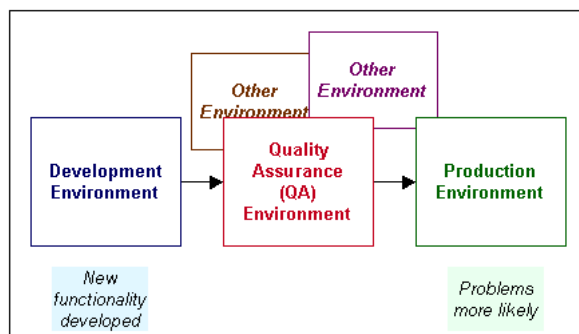 Other
Environment
Other
Environment
Development
Environment
Quality
Assurance
(QA)
Environment
Production
Environment
New
functionality
developed
Problems
more likely